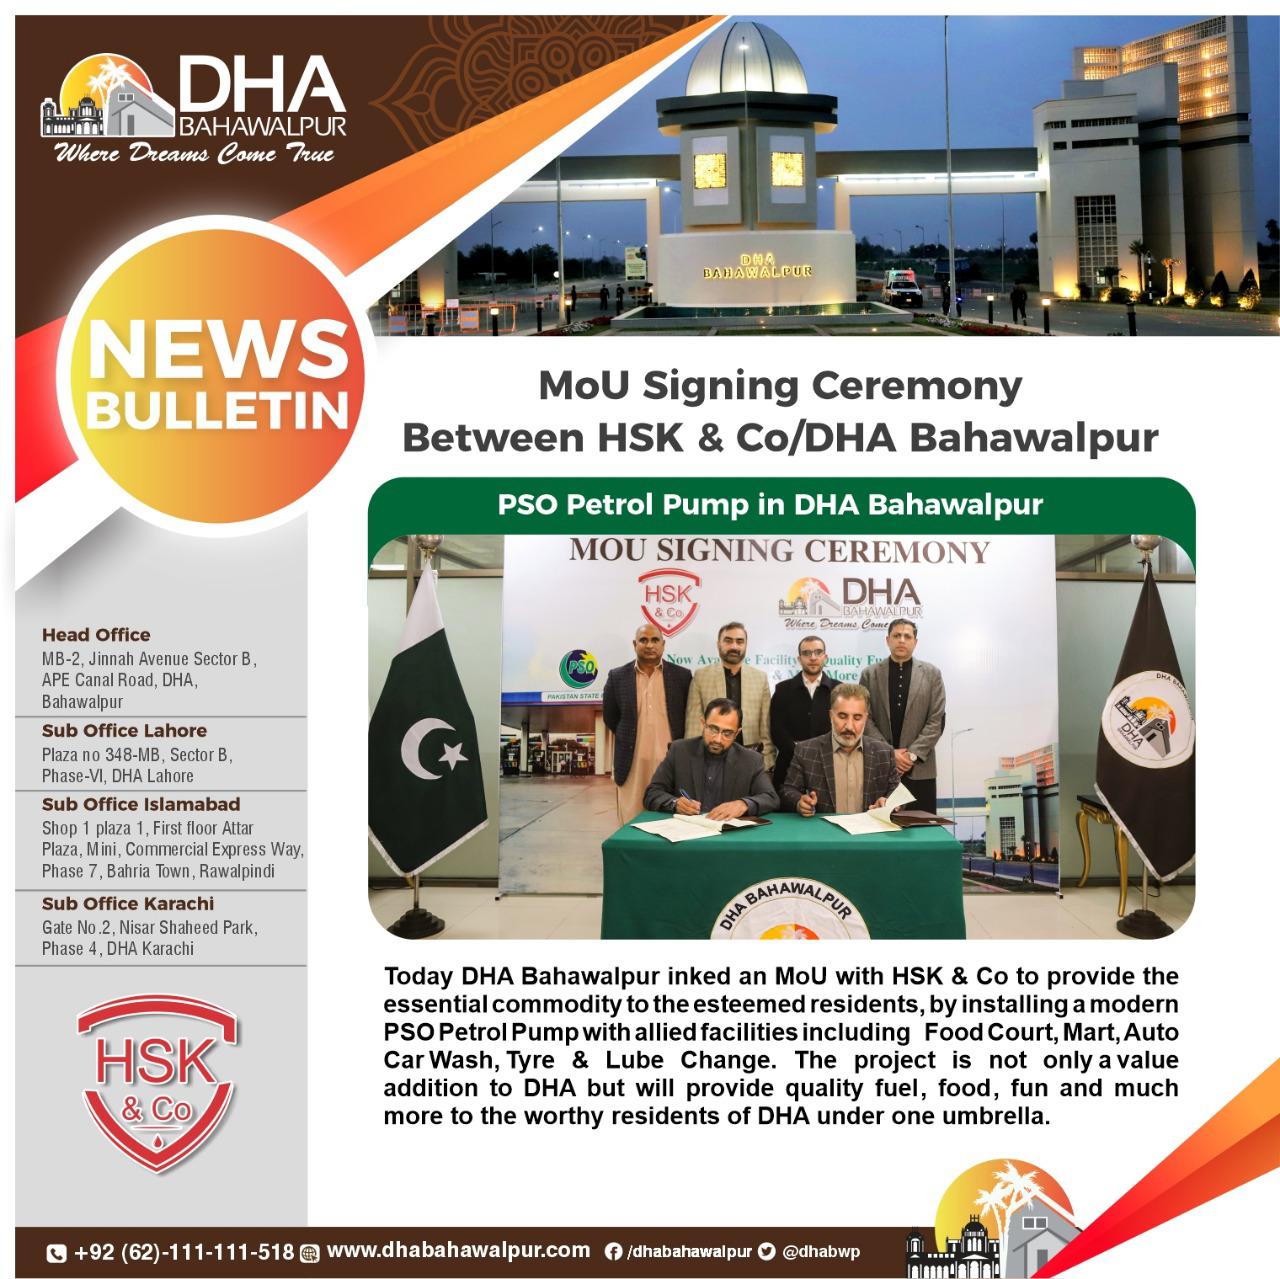 DHA
BAHAWALPUR
Where Dreams Come True
DHA
BAHAWALPUR
NEWS
BULLETIN
MoU Signing Ceremony
Between HSK & Co/DHA Bahawalpur
PSO Petrol Pump in DHA Bahawalpur
MOU SIGNING CEREMONY
HSK
& Co
DHA
BAHAWALPUR
Where Dreams Come
PSO
PAKISTAN STATE
Now Facility Quality
& More
DHA
DHA BAHAWALPUR
Head Office
MB-2, Jinnah Avenue Sector B,
APE Canal Road, DHA,
Bahawalpur
Sub Office Lahore
Plaza no 348-MB, Sector B,
Phase-VI, DHA Lahore
Sub Office Islamabad
Shop 1 plaza 1, First floor Attar
Plaza, Mini, Commercial Express Way,
Phase 7, Bahria Town, Rawalpindi
Sub Office Karachi
Gate No.2, Nisar Shaheed Park,
Phase 4, DHA Karachi
HSK
& Co
Today DHA Bahawalpur inked an MoU with HSK & Co to provide the
essential commodity to the esteemed residents, by installing a modern
PSO Petrol Pump with allied facilities including Food Court, Mart, Auto
Car Wash, Tyre & Lube Change. The project is not only a value
addition to DHA but will provide quality fuel, food, fun and much
more to the worthy residents of DHA under one umbrella.
+92 (62)-111-111-518 www.dhabahawalpur.com /dhabahawalpur @dhabwp